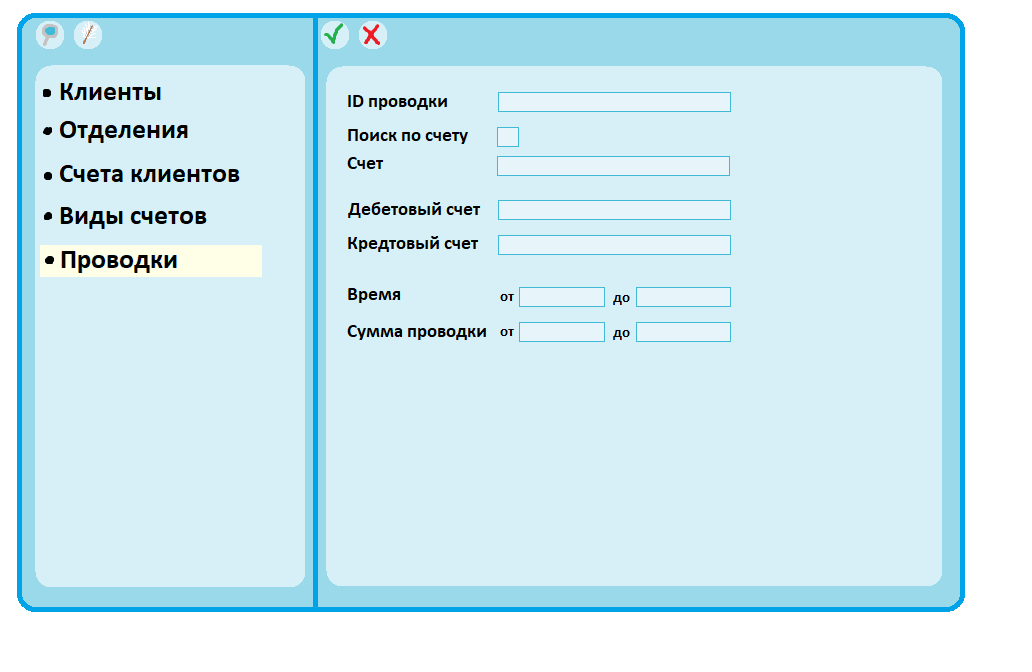 Клиенты
Отделения
Счета клиентов
Виды счетов
Проводки
ID проводки
Поиск по счету
Счет
Дебетовый счет
Кредтовый счет
Время от до
Сумма проводки от до